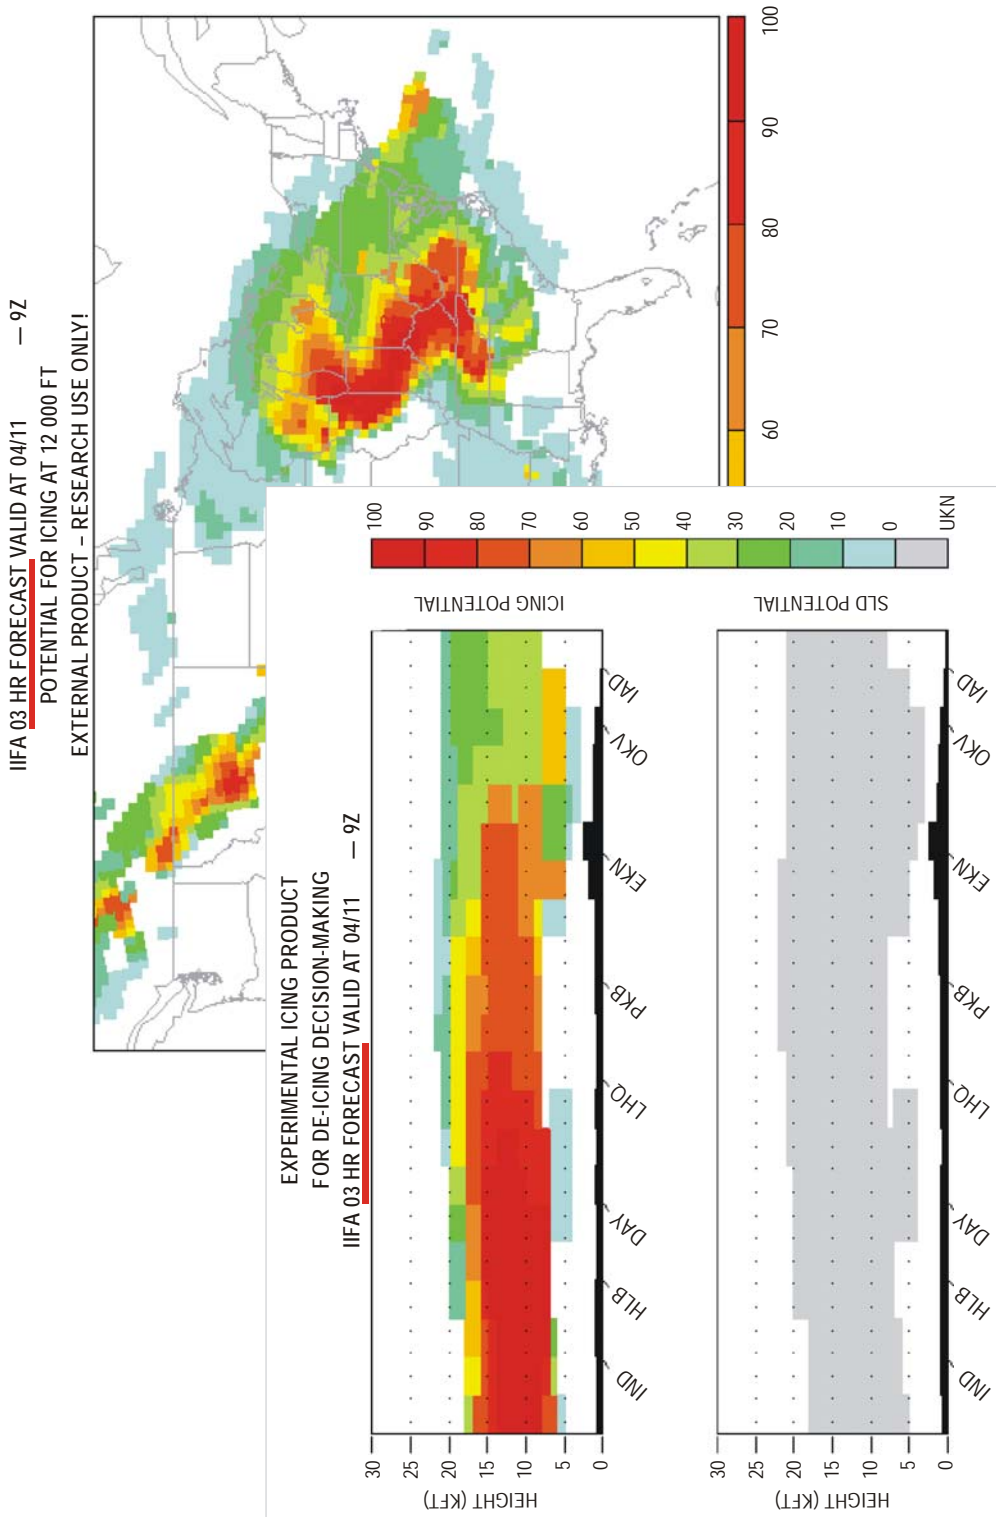 IIFA 03 HR FORECAST VALID AT 04/11 — 9Z
POTENTIAL FOR ICING AT 12 000 FT
EXTERNAL PRODUCT – RESEARCH USE ONLY!
60
70
80
90
100
EXPERIMENTAL ICING PRODUCT
FOR DE-ICING DECISION-MAKING
IIFA 03 HR FORECAST VALID AT 04/11 — 9Z
HEIGHT (KFT)
30
25
20
15
10
5
0
IND
HLB
DAY
LHQ
PKB
EKN
OKV
IAD
ICING POTENTIAL
100
90
80
70
60
50
40
30
20
10
0
UKN
HEIGHT (KFT)
30
25
20
15
10
5
0
IND
HLB
DAY
LHQ
PKB
EKN
OKV
IAD
SLD POTENTIAL